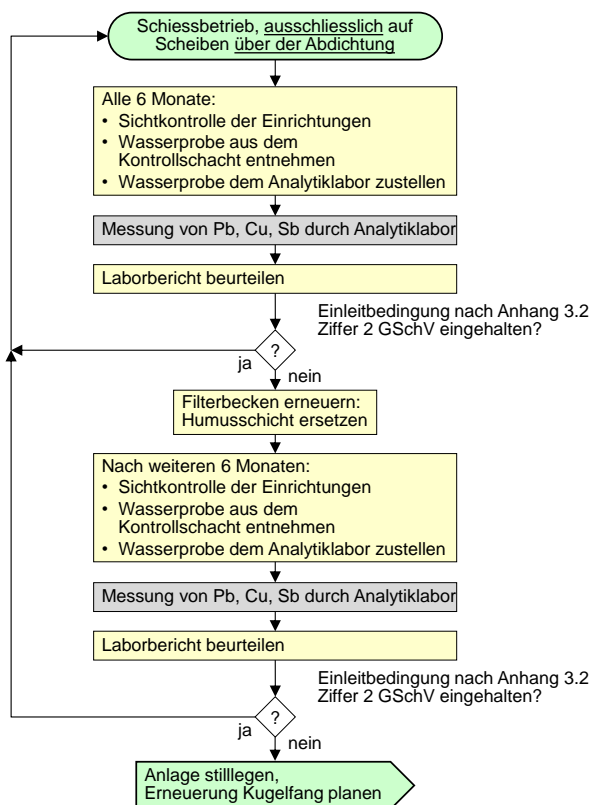 Schiessbetrieb, ausschliesslich auf
Scheiben über der Abdichtung
Alle 6 Monate:
• Sichtkontrolle der Einrichtungen
• Wasserprobe aus dem
Kontrollschacht entnehmen
• Wasserprobe dem Analytiklabor zustellen
Messung von Pb, Cu, Sb durch Analytiklabor
Laborbericht beurteilen
Einleitbedingung nach Anhang 3.2
Ziffer 2 GSchV eingehalten?
?
ja
nein
Filterbecken erneuern:
Humusschicht ersetzen
Nach weiteren 6 Monaten:
• Sichtkontrolle der Einrichtungen
• Wasserprobe aus dem
Kontrollschacht entnehmen
• Wasserprobe dem Analytiklabor zustellen
Messung von Pb, Cu, Sb durch Analytiklabor
Laborbericht beurteilen
Einleitbedingung nach Anhang 3.2
Ziffer 2 GSchV eingehalten?
?
ja
nein
Anlage stilllegen,
Erneuerung Kugelfang planen